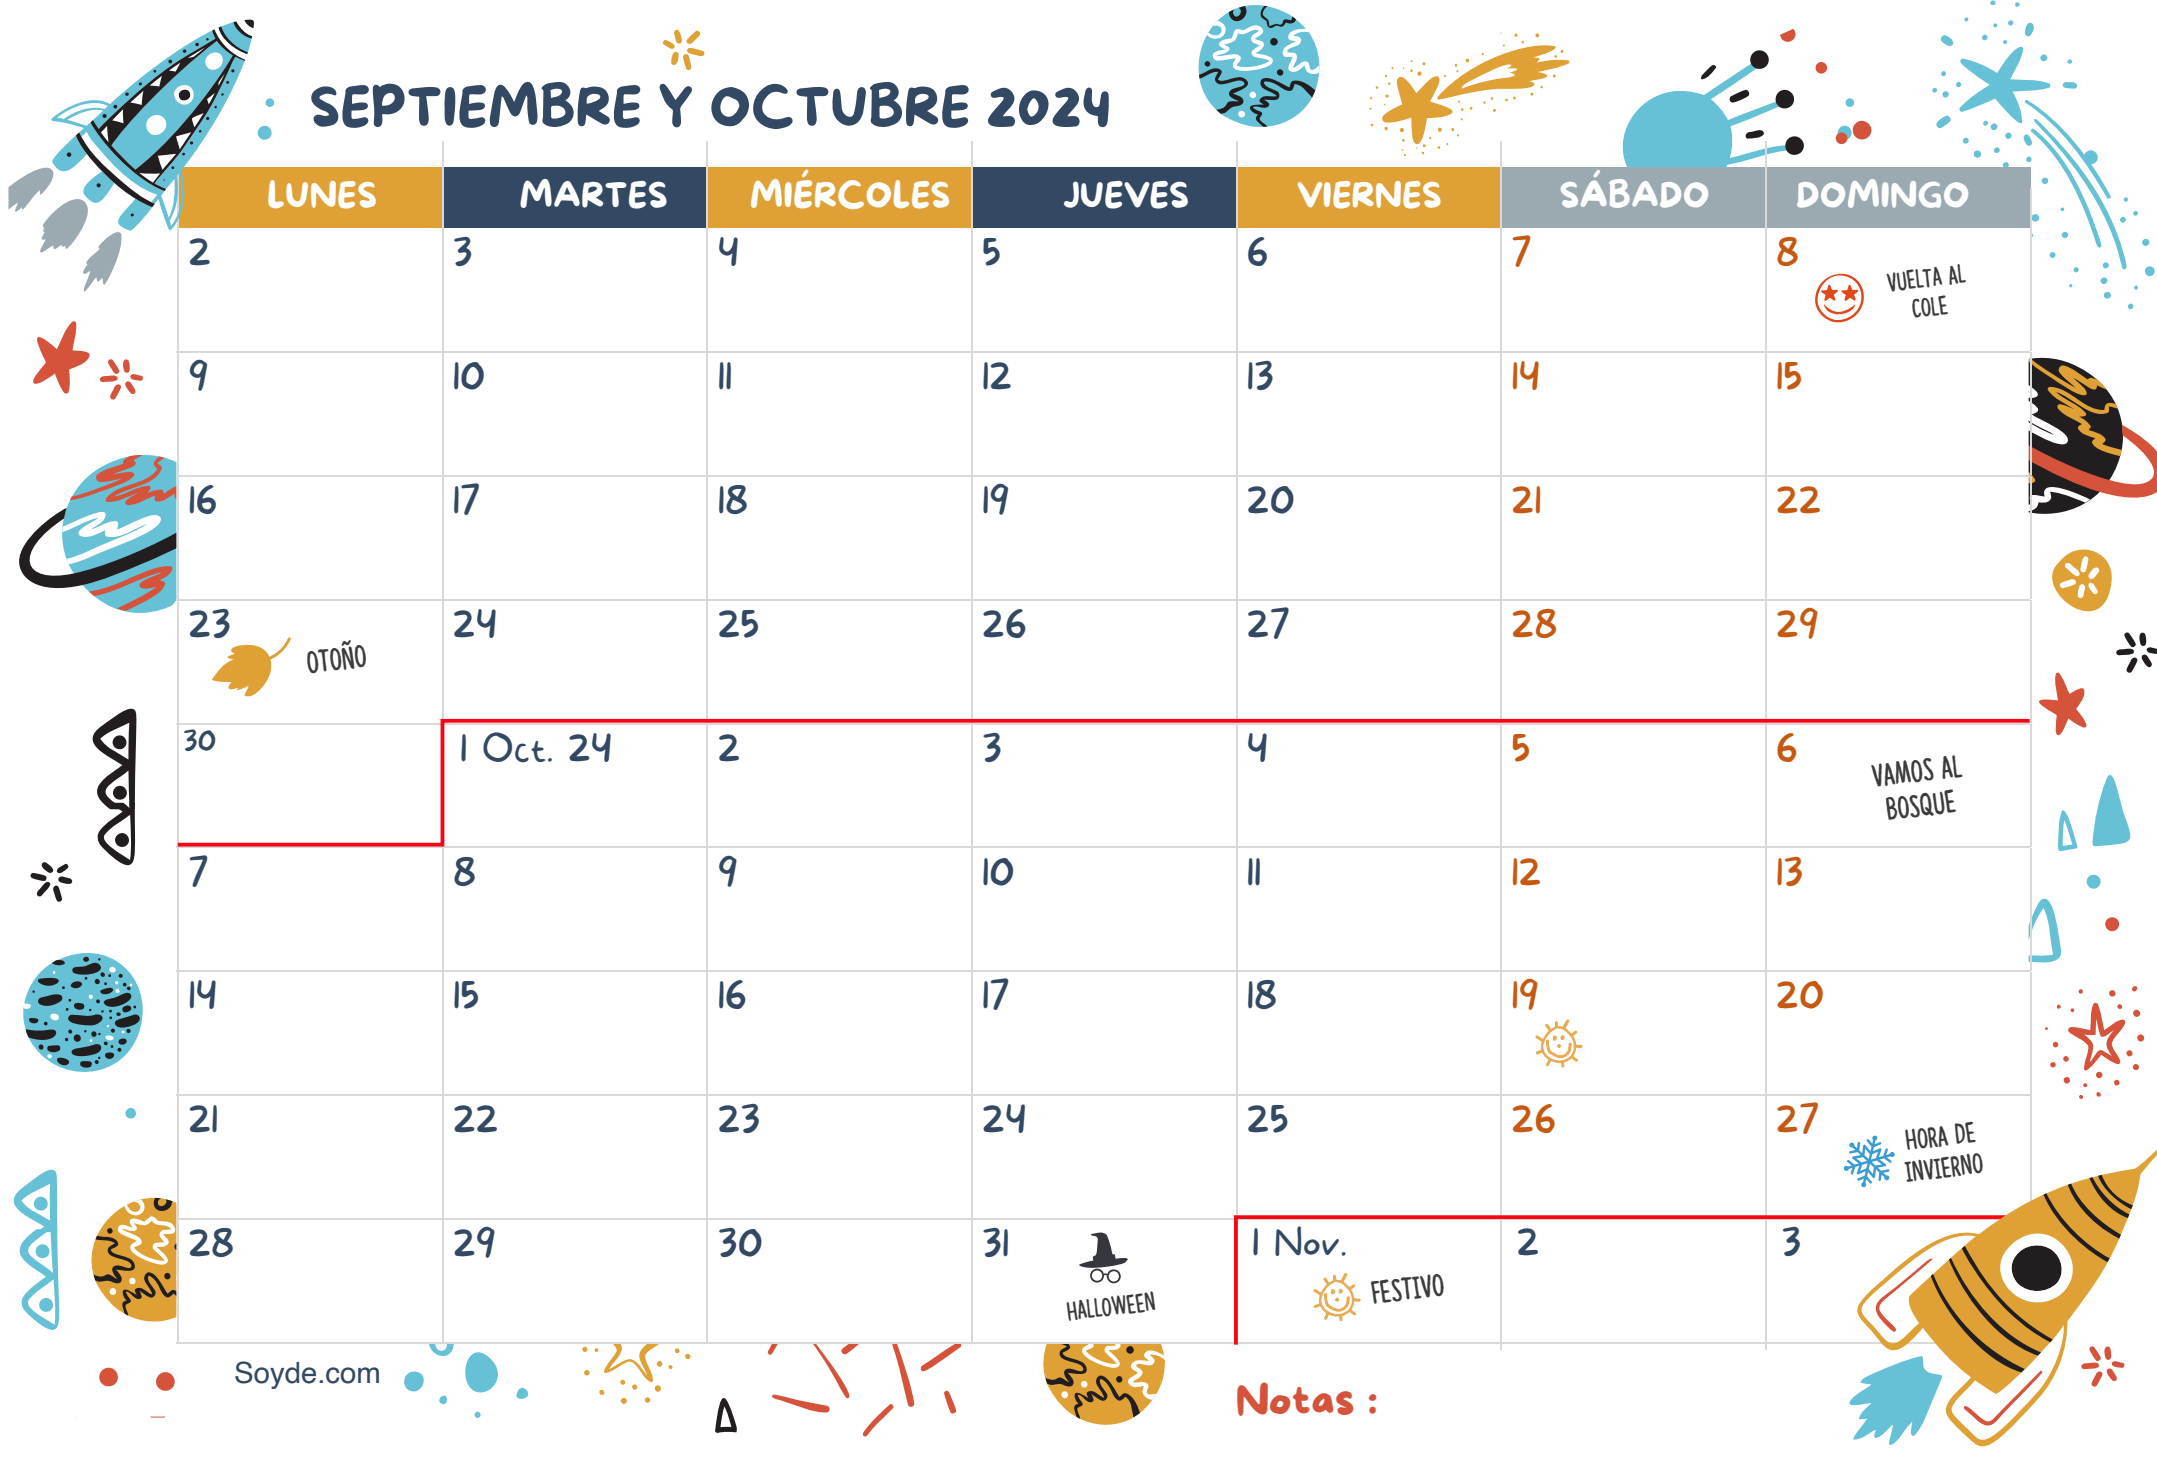 SEPTIEMBRE Y OCTUBRE 2024
LUNES MARTES MIÉRCOLES JUEVES VIERNES SÁBADO DOMINGO
2 3 4 5 6 7 8
VUELTA AL
COLE
9 10 11 12 13 14 15
16 17 18 19 20 21 22
23 24 25 26 27 28 29
OTOÑO
30 1 Oct. 24 2 3 4 5 6
VAMOS AL
BOSQUE
7 8 9 10 11 12 13
14 15 16 17 18 19 20
21 22 23 24 25 26 27
HORA DE
INVIERNO
28 29 30 31 1 Nov. 2 3
HALLOWEEN
FESTIVO
Soyde.com
Notas :